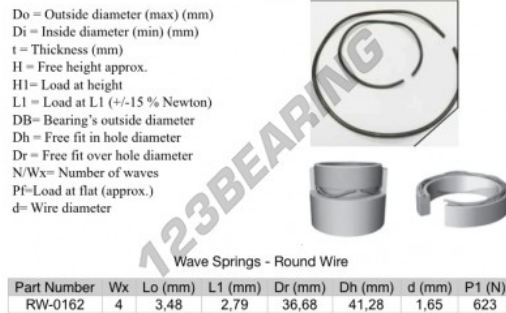 Do = Outside diameter (max) (mm)
Di = Inside diameter (min) (mm)
t = Thickness (mm)
H = Free height approx.
H1= Load at height
L1 = Load at L1 (+/-15 % Newton)
DB= Bearing's outside diameter
Dh = Free fit in hole diameter
Dr = Free fit over hole diameter
N/Wx= Number of waves
Pf=Load at flat (approx.)
d= Wire diameter
123BEARING
Wave Springs - Round Wire
Part Number Wx Lo (mm) L1 (mm) Dr (mm) Dh (mm) d (mm) P1 (N)
RW-0162 4 3,48 2,79 36,68 41,28 1,65 623